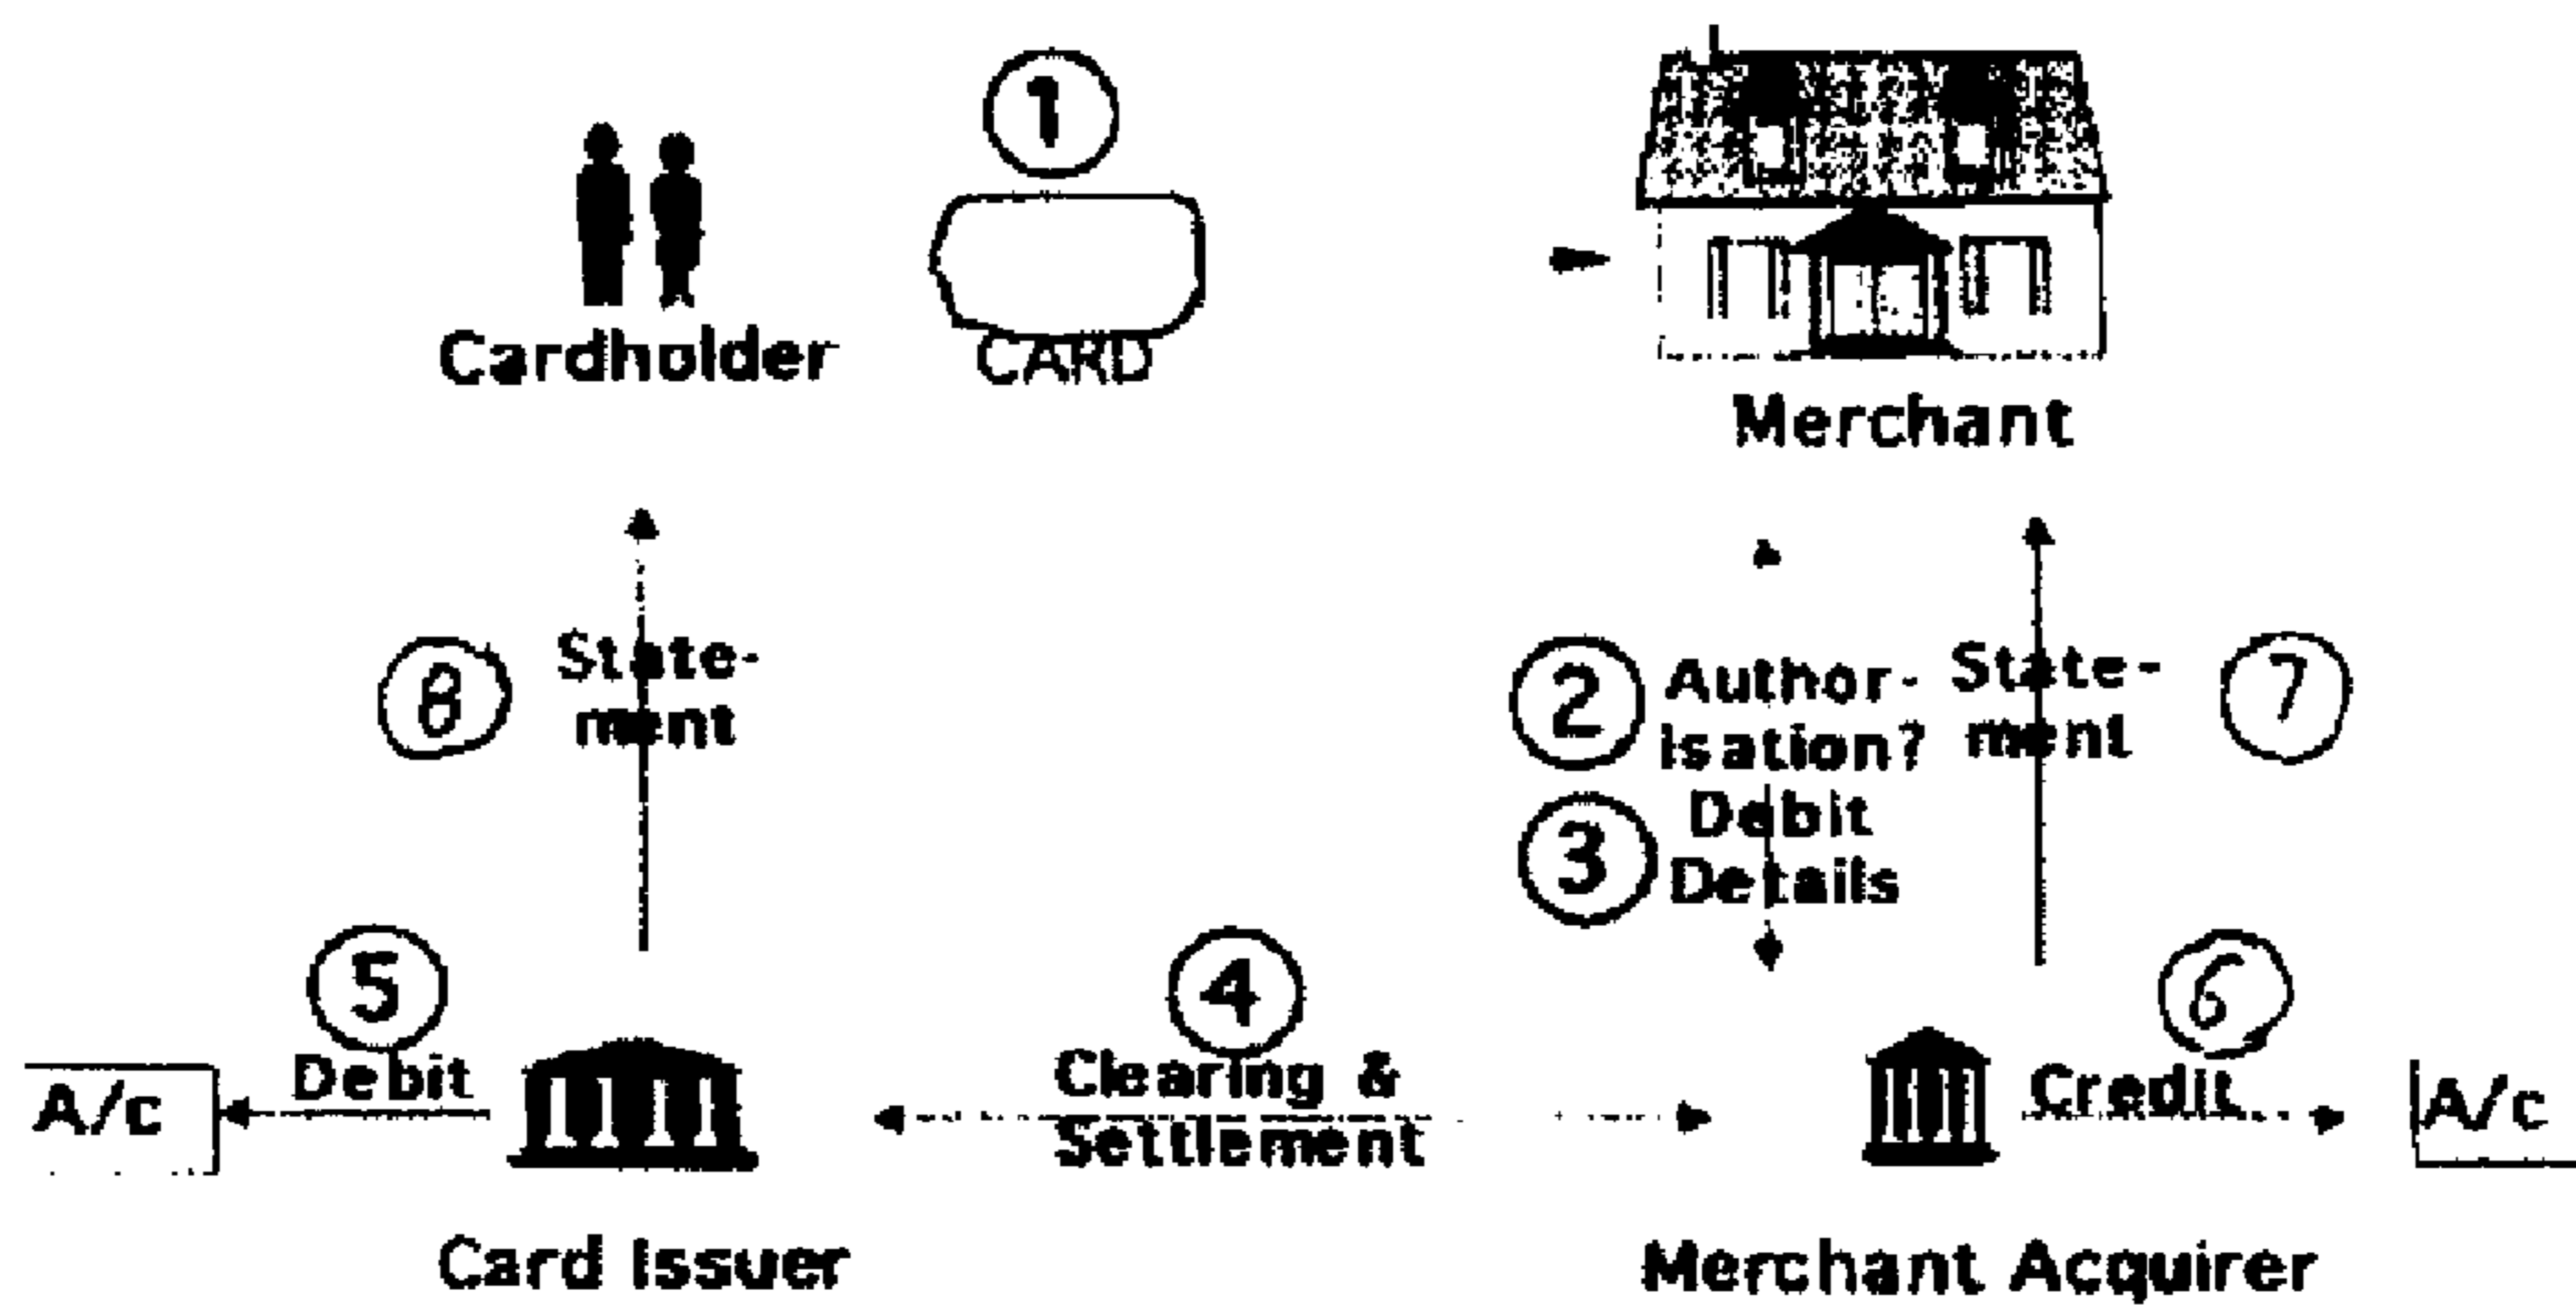 1
CARD
Cardholder
Merchant
8
State-
ment
2
Author-
isation?
3
Debit
Details
State-
ment
7
5
Debit
A/c
4
Clearing &
Settlement
6
Credit
A/c
Card Issuer
Merchant Acquirer